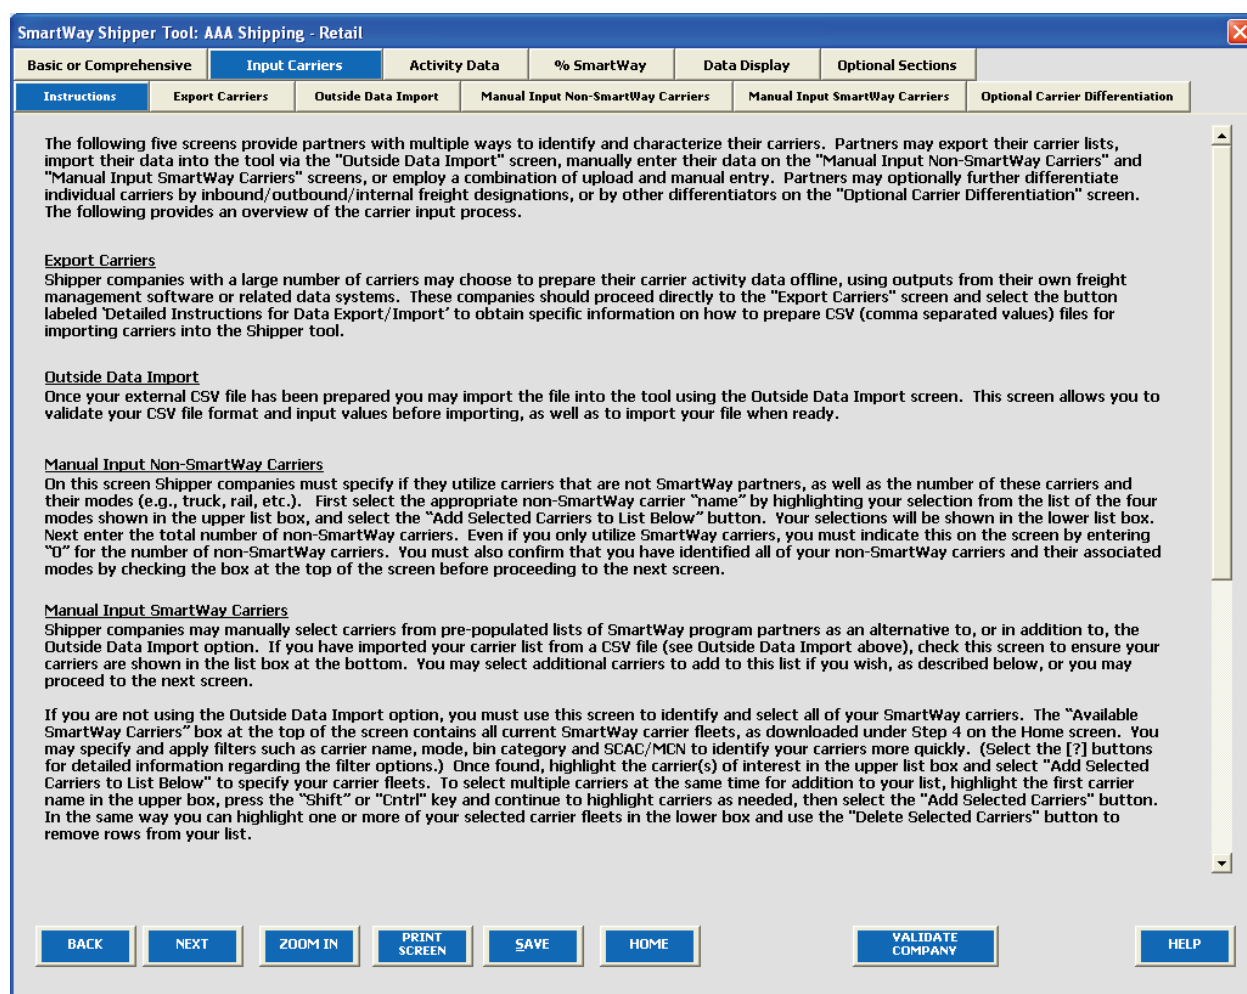 SmartWay Shipper Tool: AAA Shipping - Retail
Basic or Comprehensive Input Carriers Activity Data % SmartWay Data Display Optional Sections
Instructions Export Carriers Outside Data Import Manual Input Non-SmartWay Carriers Manual Input SmartWay Carriers Optional Carrier Differentiation
The following five screens provide partners with multiple ways to identify and characterize their carriers. Partners may export their carrier lists,
import their data into the tool via the "Outside Data Import" screen, manually enter their data on the "Manual Input Non-SmartWay Carriers" and
"Manual Input SmartWay Carriers" screens, or employ a combination of upload and manual entry. Partners may optionally further differentiate
individual carriers by inbound/outbound/internal freight designations, or by other differentiators on the "Optional Carrier Differentiation" screen.
The following provides an overview of the carrier input process.
Export Carriers
Shipper companies with a large number of carriers may choose to prepare their carrier activity data offline, using outputs from their own freight
management software or related data systems. These companies should proceed directly to the "Export Carriers" screen and select the button
labeled ‘Detailed Instructions for Data Export/Import’ to obtain specific information on how to prepare CSV (comma separated values) files for
importing carriers into the Shipper tool.
Outside Data Import
Once your external CSV file has been prepared you may import the file into the tool using the Outside Data Import screen. This screen allows you to
validate your CSV file format and input values before importing, as well as to import your file when ready.
Manual Input Non-SmartWay Carriers
On this screen Shipper companies must specify if they utilize carriers that are not SmartWay partners, as well as the number of these carriers and
their modes (e.g., truck, rail, etc.). First select the appropriate non-SmartWay carrier “name” by highlighting your selection from the list of the four
modes shown in the upper list box, and select the “Add Selected Carriers to List Below” button. Your selections will be shown in the lower list box.
Next enter the total number of non-SmartWay carriers. Even if you only utilize SmartWay carriers, you must indicate this on the screen by entering
“0” for the number of non-SmartWay carriers. You must also confirm that you have identified all of your non-SmartWay carriers and their associated
modes by checking the box at the top of the screen before proceeding to the next screen.
Manual Input SmartWay Carriers
Shipper companies may manually select carriers from pre-populated lists of SmartWay program partners as an alternative to, or in addition to, the
Outside Data Import option. If you have imported your carrier list from a CSV file (see Outside Data Import above), check this screen to ensure your
carriers are shown in the list box at the bottom. You may select additional carriers to add to this list if you wish, as described below, or you may
proceed to the next screen.
If you are not using the Outside Data Import option, you must use this screen to identify and select all of your SmartWay carriers. The “Available
SmartWay Carriers” box at the top of the screen contains all current SmartWay carrier fleets, as downloaded under Step 4 on the Home screen. You
may specify and apply filters such as carrier name, mode, bin category and SCAC/MCN to identify your carriers more quickly. (Select the [?] buttons
for detailed information regarding the filter options.) Once found, highlight the carrier(s) of interest in the upper list box and select "Add Selected
Carriers to List Below" to specify your carrier fleets. To select multiple carriers at the same time for addition to your list, highlight the first carrier
name in the upper box, press the “Shift” or "Cntrl" key and continue to highlight carriers as needed, then select the "Add Selected Carriers" button.
In the same way you can highlight one or more of your selected carrier fleets in the lower box and use the "Delete Selected Carriers" button to
remove rows from your list.
BACK NEXT ZOOM IN PRINT SCREEN SAVE HOME VALIDATE COMPANY HELP